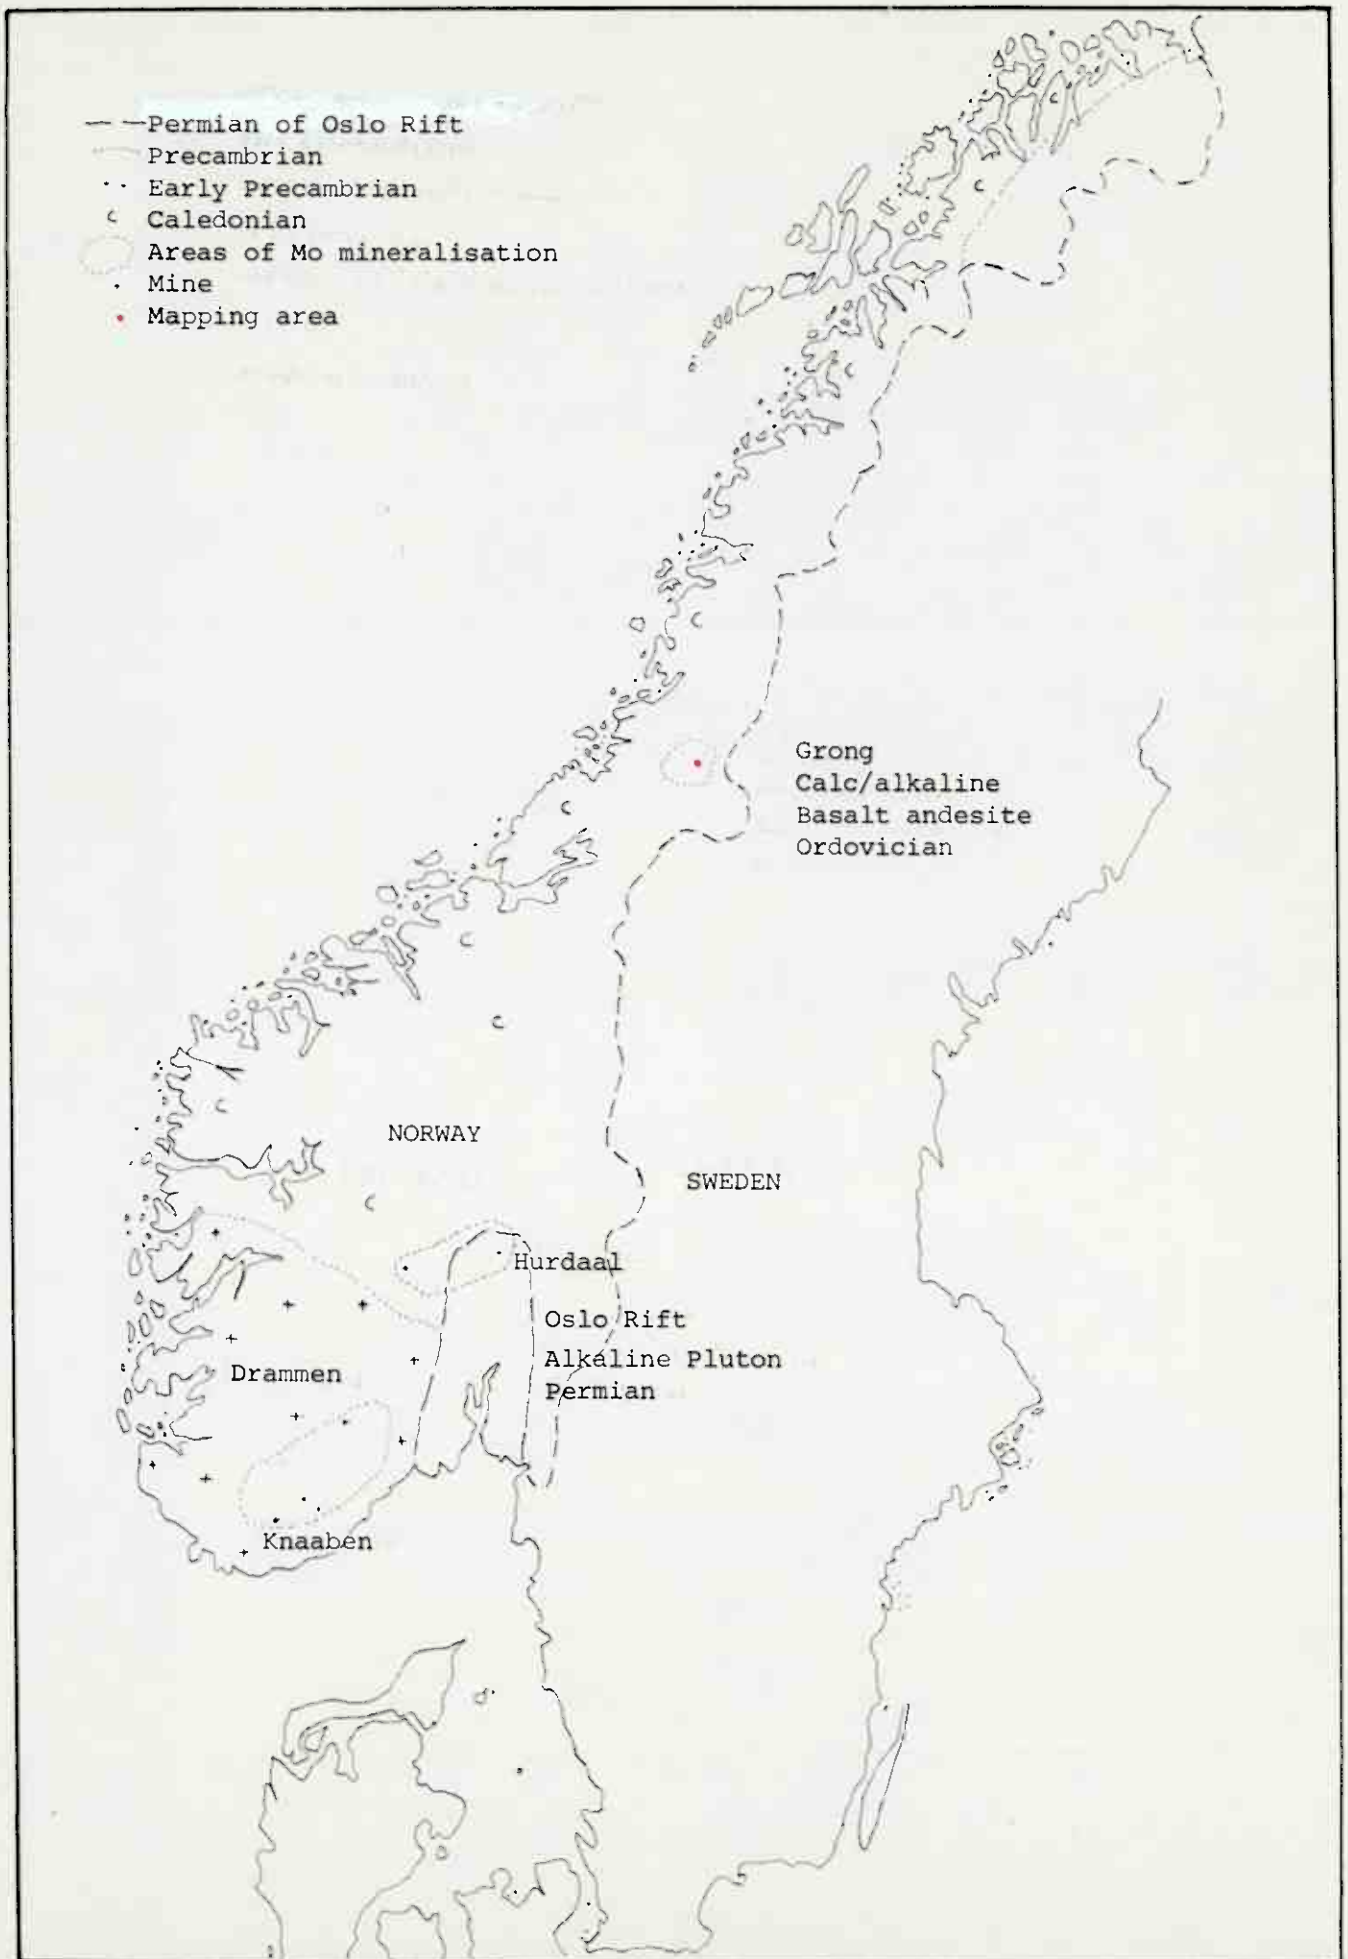 Permian of Oslo Rift
Precambrian
Early Precambrian
Caledonian
Areas of Mo mineralisation
Mine
Mapping area
Grong
Calc/alkaline
Basalt andesite
Ordovician
NORWAY
SWEDEN
Hurdaal
Oslo Rift
Alkaline Pluton
Permian
Drammen
Knaaben